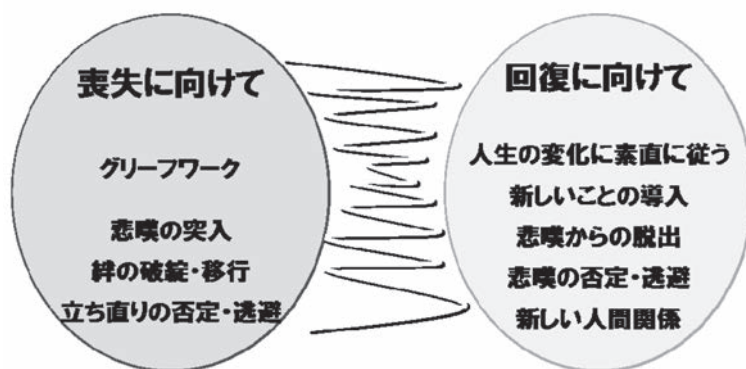 喪失に向けて
グリーフワーク
悲嘆の突入
絆の破綻・移行
立ち直りの否定・逃避
回復に向けて
人生の変化に素直に従う
新しいことの導入
悲嘆からの脱出
悲嘆の否定・逃避
新しい人間関係